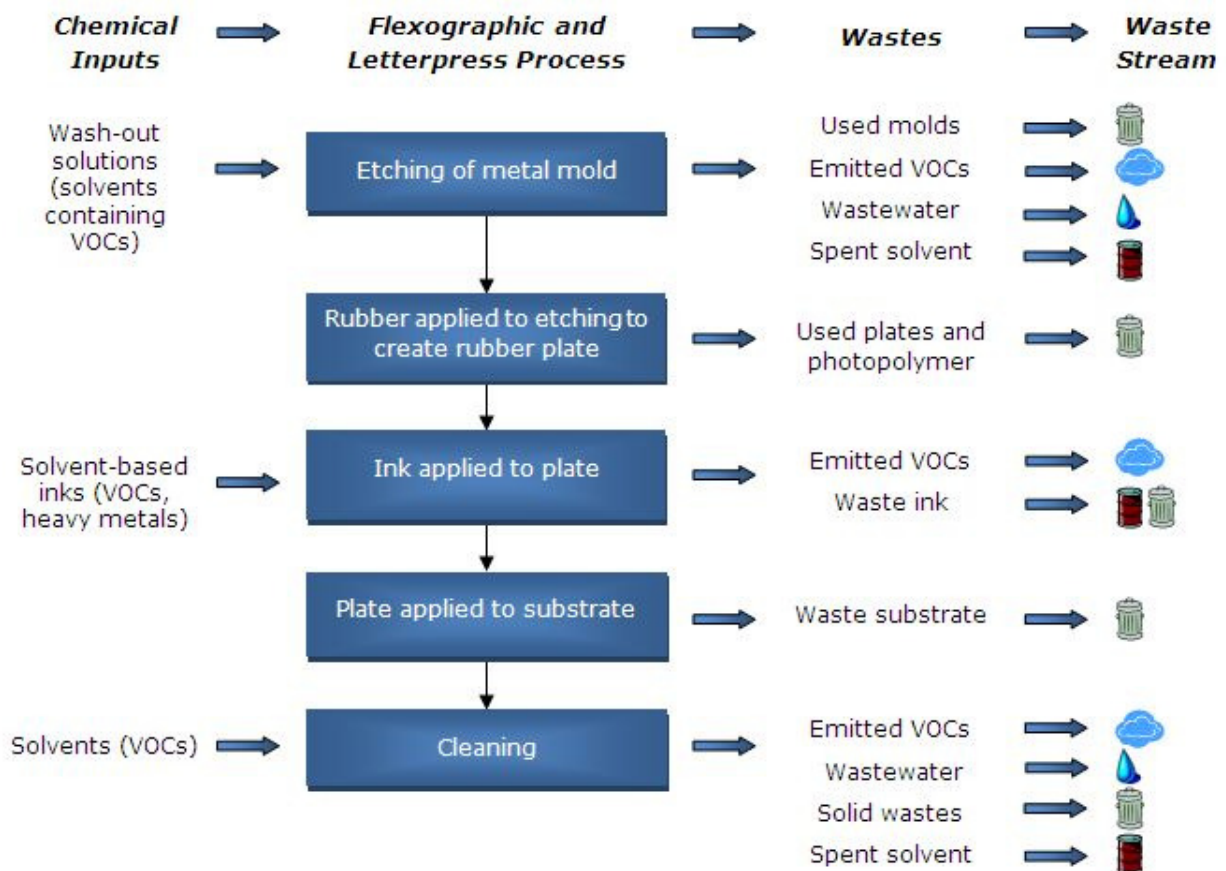 Chemical
Inputs
Flexographic and
Letterpress Process
Wastes
Waste
Stream
Wash-out
solutions
(solvents
containing
VOCs)
Etching of metal mold
Used molds
Emitted VOCs
Wastewater
Spent solvent
Rubber applied to etching to
create rubber plate
Used plates and
photopolymer
Solvent-based
inks (VOCs,
heavy metals)
Ink applied to plate
Emitted VOCs
Waste ink
Plate applied to substrate
Waste substrate
Solvents (VOCs)
Cleaning
Emitted VOCs
Wastewater
Solid wastes
Spent solvent